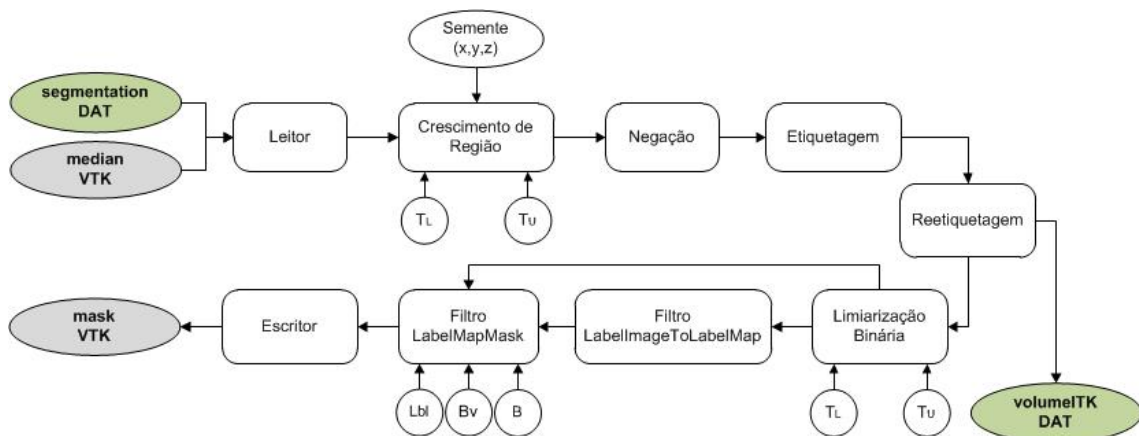 Semente
(x,y,z)
segmentation
DAT
median
VTK
Leitor
Crescimento de
Região
Negação
Etiquetagem
TL
TU
Reetiquetagem
mask
VTK
Escritor
Filtro
LabelMapMask
Filtro
LabelImageToLabelMap
Limiarização
Binária
Lbl
Bv
B
TL
TU
volumeITK
DAT